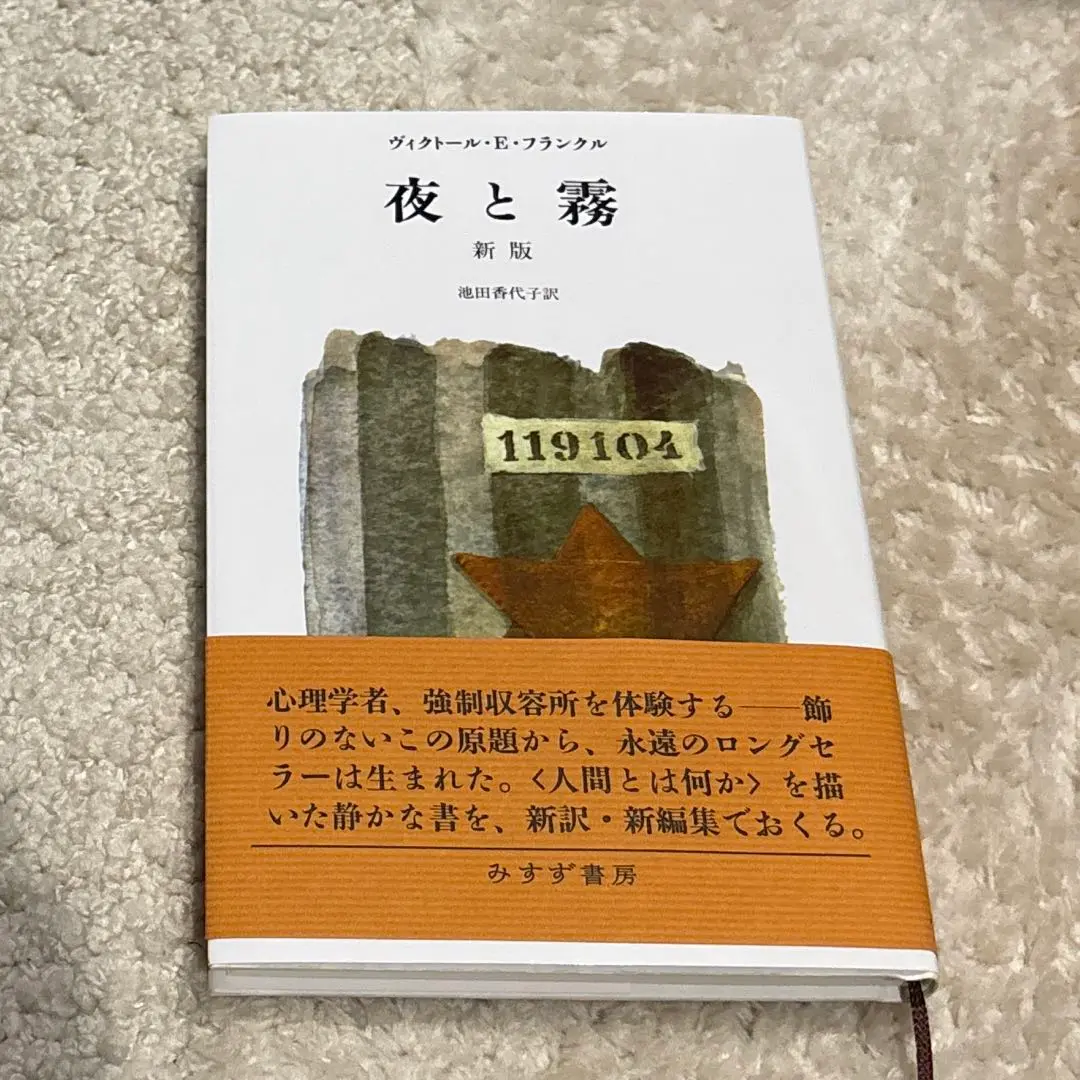 ヴィクトール・E・フランクル
夜と霧
新版
池田香代子訳
119104
心理学者、強制収容所を体験する――飾
りのないこの原題から、永遠のロングセ
ラーは生まれた。〈人間とは何か〉を描
いた静かな書を、新訳・新編集でおくる。
みすず書房